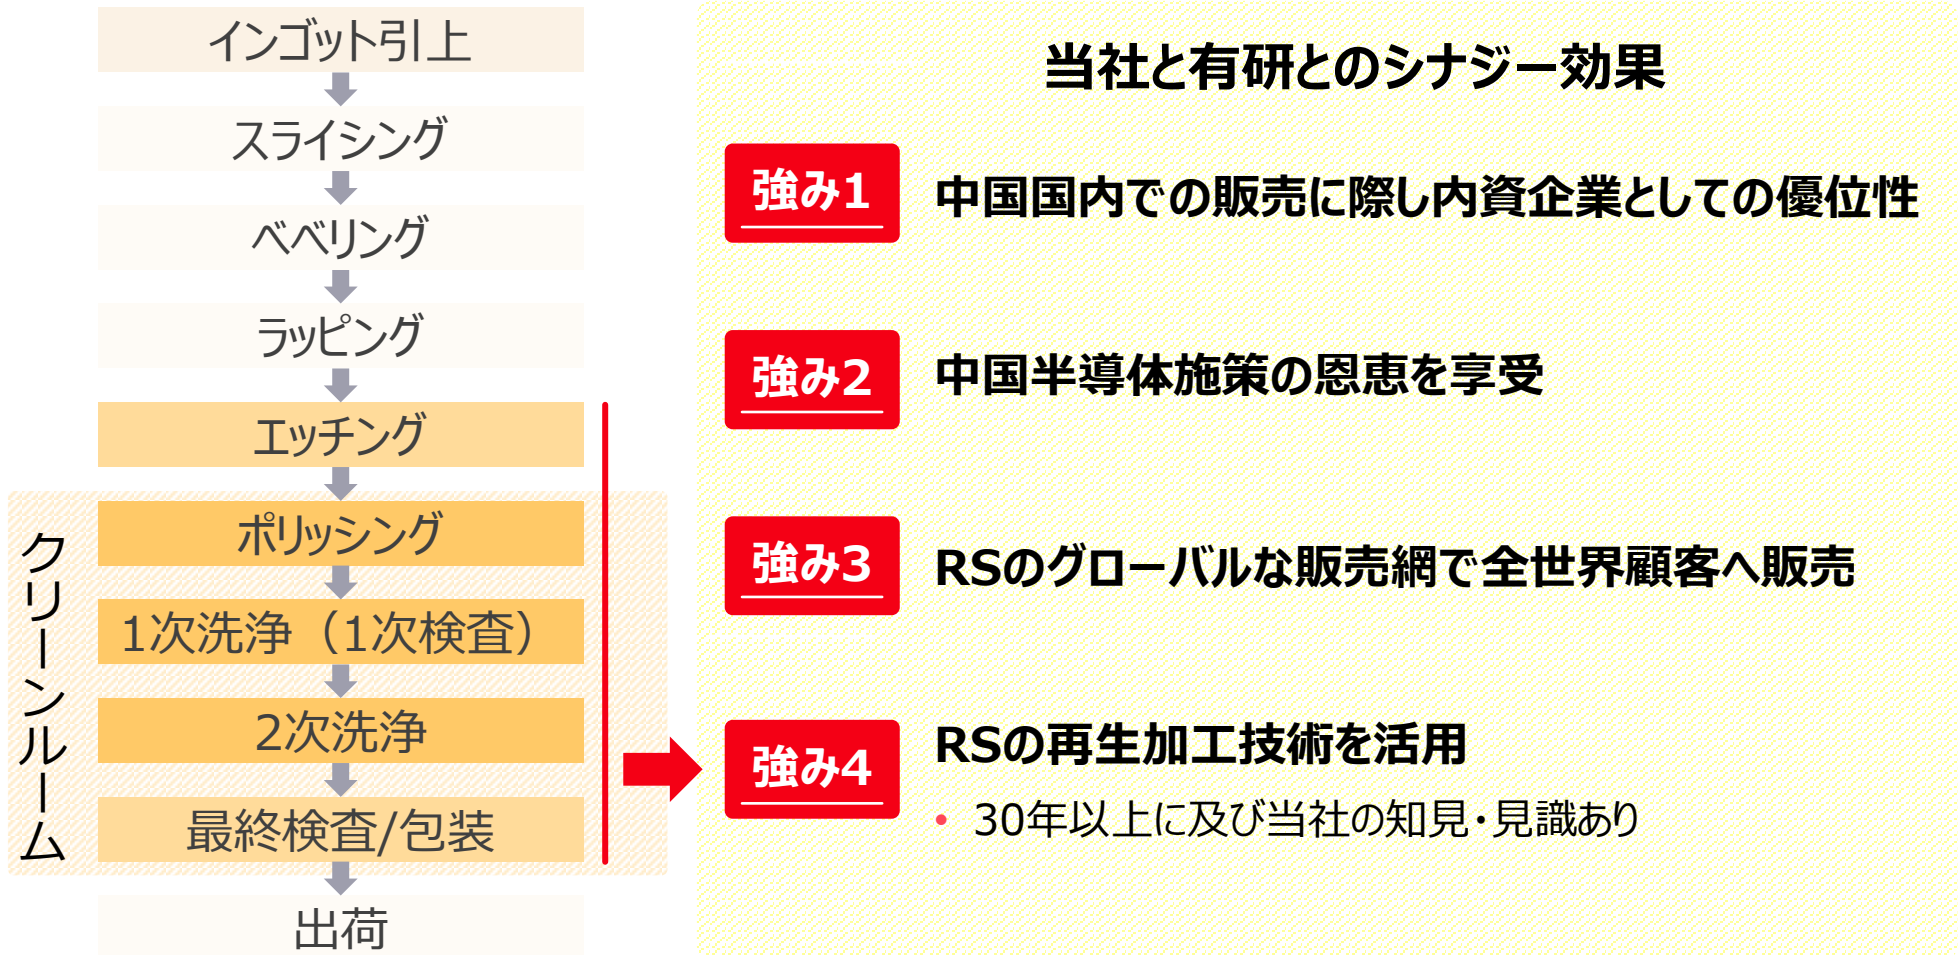 インゴット引上
スライシング
ベベリング
ラッピング
エッチング
ポリッシング
1次洗浄（1次検査）
2次洗浄
最終検査/包装
出荷
クリーンルーム
当社と有研とのシナジー効果
強み1
中国国内での販売に際し内資企業としての優位性
強み2
中国半導体施策の恩恵を享受
強み3
RSのグローバルな販売網で全世界顧客へ販売
強み4
RSの再生加工技術を活用
• 30年以上に及び当社の知見・見識あり